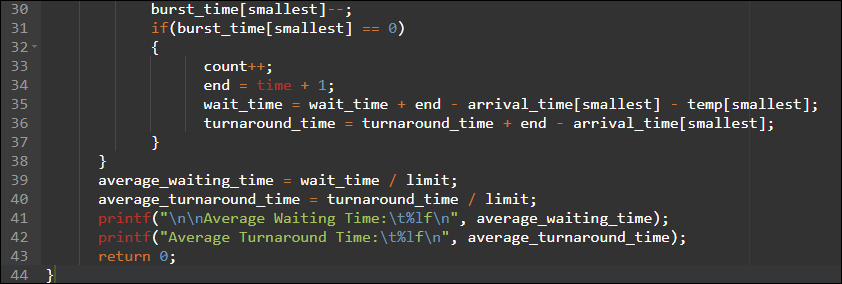 30 burst_time[smallest]--;
31 if(burst_time[smallest] == 0)
32 {
33 count++;
34 end = time + 1;
35 wait_time = wait_time + end - arrival_time[smallest] - temp[smallest];
36 turnaround_time = turnaround_time + end - arrival_time[smallest];
37 }
38 }
39 average_waiting_time = wait_time / limit;
40 average_turnaround_time = turnaround_time / limit;
41 printf("\n\nAverage Waiting Time:\t%lf\n", average_waiting_time);
42 printf("Average Turnaround Time:\t%lf\n", average_turnaround_time);
43 return 0;
44 }